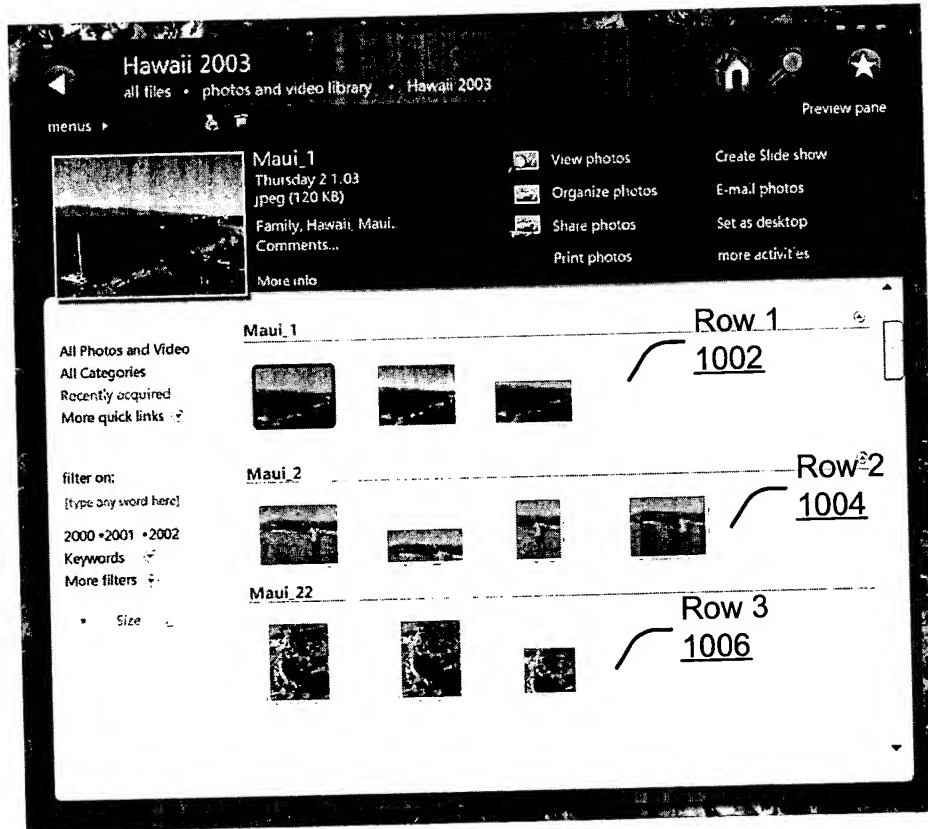 Hawaii 2003
all files • photos and video library • Hawaii 2003
Preview pane
menus
Maui_1
Thursday 2 1.03
jpeg (120 KB)
Family, Hawaii, Maui..
Comments...
More info
View photos
Organize photos
Share photos
Print photos
Create Slide show
E-mail photos
Set as desktop
more activities
All Photos and Video
All Categories
Recently acquired
More quick links
filter on:
[type any word here]
2000 •2001 •2002
Keywords
More filters
Size
Maui_1
Row 1
1002
Maui_2
Row 2
1004
Maui_22
Row 3
1006